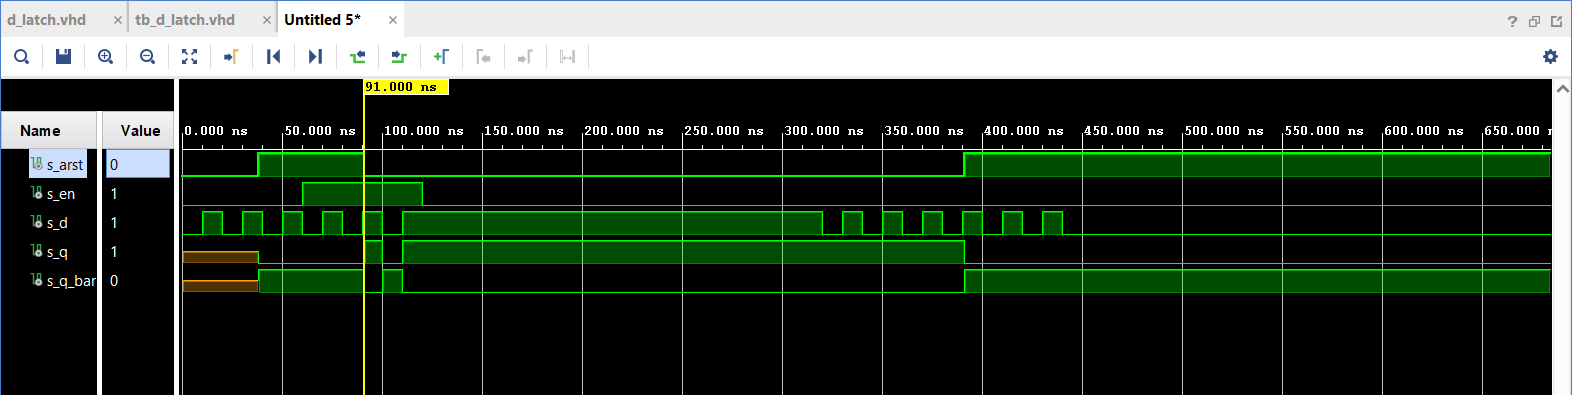 d_latch.vhd × tb_d_latch.vhd × Untitled 5* × ?
91.000 ns
Name Value 0.000 ns 50.000 ns 100.000 ns 150.000 ns 200.000 ns 250.000 ns 300.000 ns 350.000 ns 400.000 ns 450.000 ns 500.000 ns 550.000 ns 600.000 ns 650.000
s_arst 0
s_en 1
s_d 1
s_q 1
s_q_bar 0